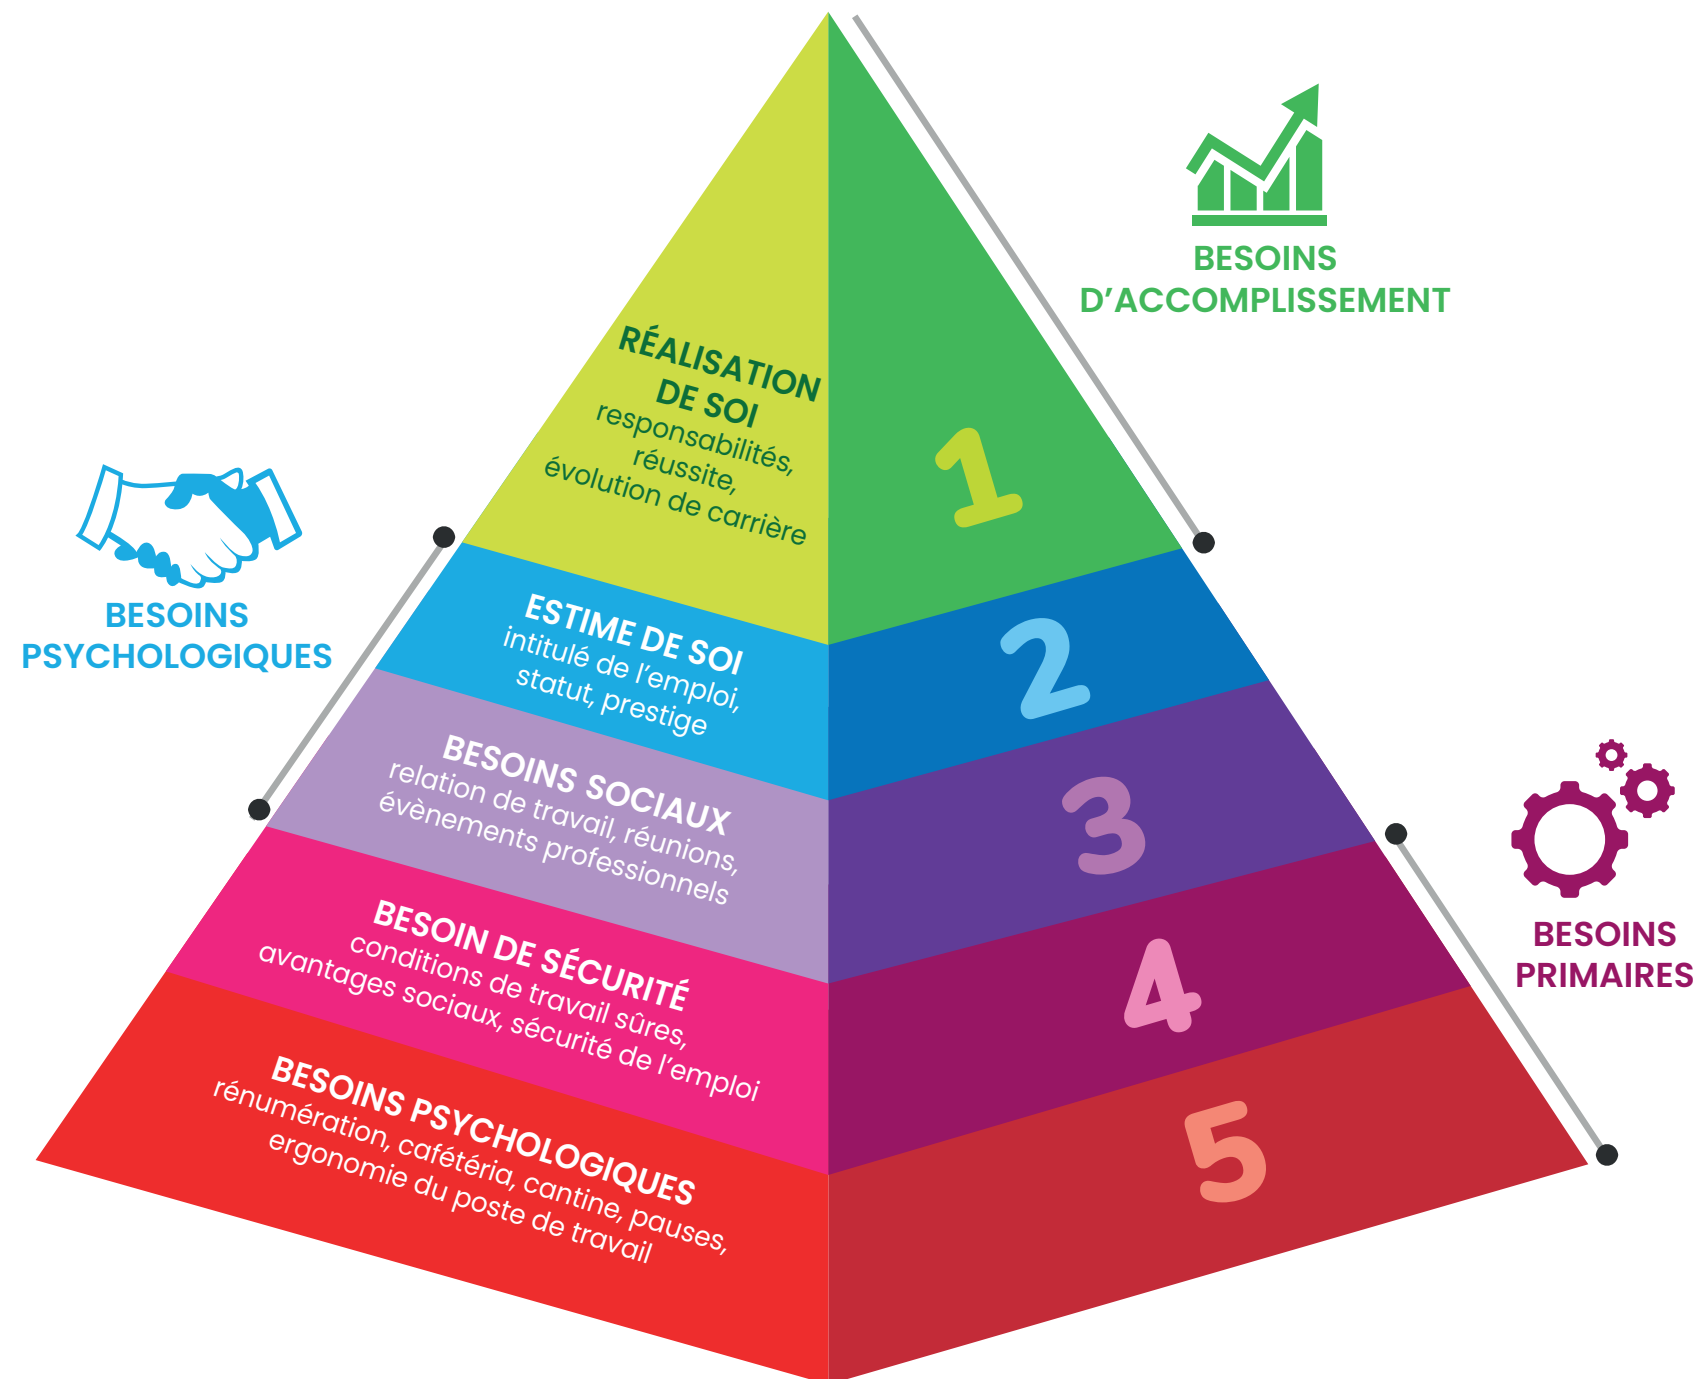 BESOINS
D’ACCOMPLISSEMENT
RÉALISATION
DE SOI
responsabilités,
réussite,
évolution de carrière
1
BESOINS
PSYCHOLOGIQUES
ESTIME DE SOI
intitulé de l’emploi,
statut, prestige
2
BESOINS SOCIAUX
relation de travail, réunions,
évènements professionnels
3
BESOINS
PRIMAIRES
BESOIN DE SÉCURITÉ
conditions de travail sûres,
avantages sociaux, sécurité de l’emploi
4
BESOINS PSYCHOLOGIQUES
rénumération, cafétéria, cantine, pauses,
ergonomie du poste de travail
5